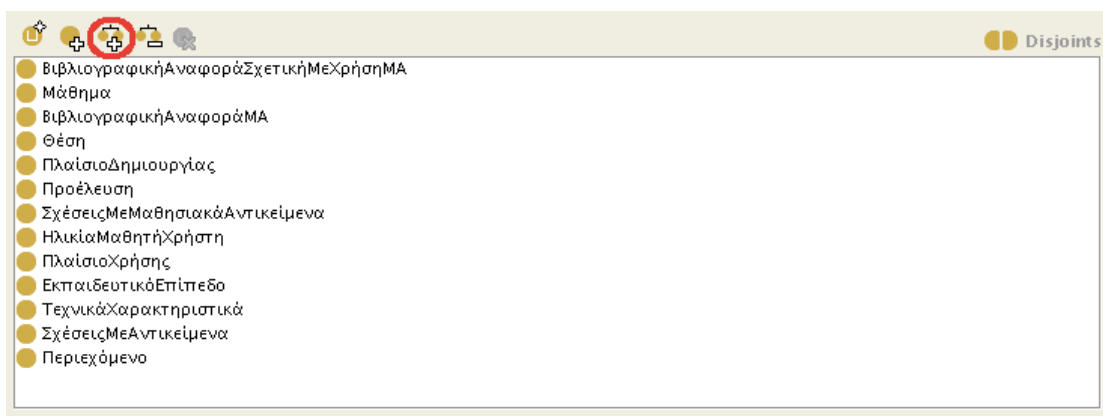 Disjoints
ΒιβλιογραφικήΑναφοράΣχετικήΜεΧρήσηΜΑ
Μάθημα
ΒιβλιογραφικήΑναφοράΜΑ
Θέση
ΠλαίσιοΔημιουργίας
Προέλευση
ΣχέσειςΜεΜαθησιακάΑντικείμενα
ΗλικίαΜαθητήΧρήστη
ΠλαίσιοΧρήσης
ΕκπαιδευτικόΕπίπεδο
ΤεχνικάΧαρακτηριστικά
ΣχέσειςΜεΑντικείμενα
Περιεχόμενο